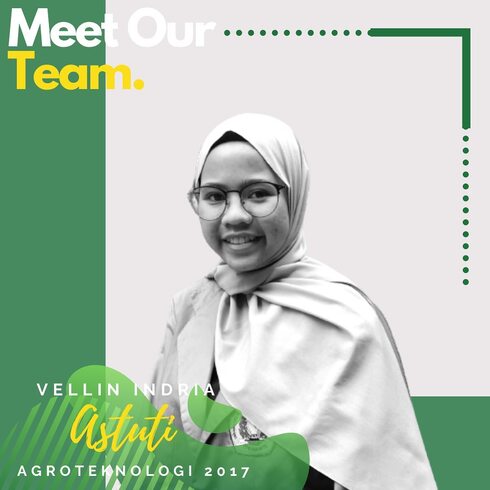 Meet Our
Team.
VELLIN INDRIA
Astuti
AGROTEKNOLOGI 2017